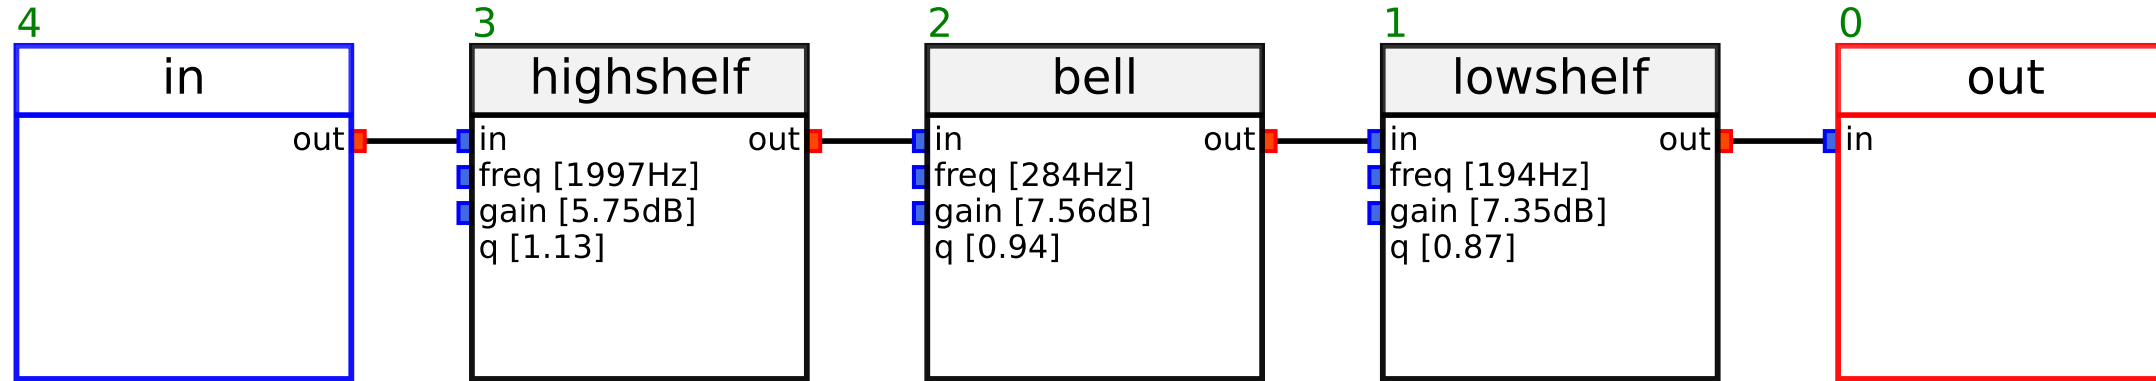 4
in
out
3
highshelf
in
out
freq [1997Hz]
gain [5.75dB]
q [1.13]
2
bell
in
out
freq [284Hz]
gain [7.56dB]
q [0.94]
1
lowshelf
in
out
freq [194Hz]
gain [7.35dB]
q [0.87]
0
out
in